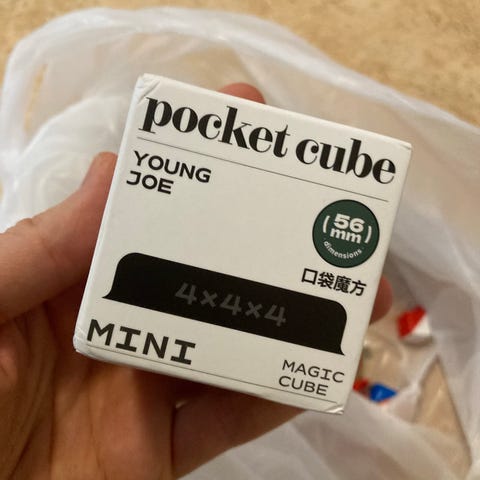 pocket cube
YOUNG
JOE
(56
mm)
dimensions
口袋魔方
4×4×4
MINI
MAGIC
CUBE